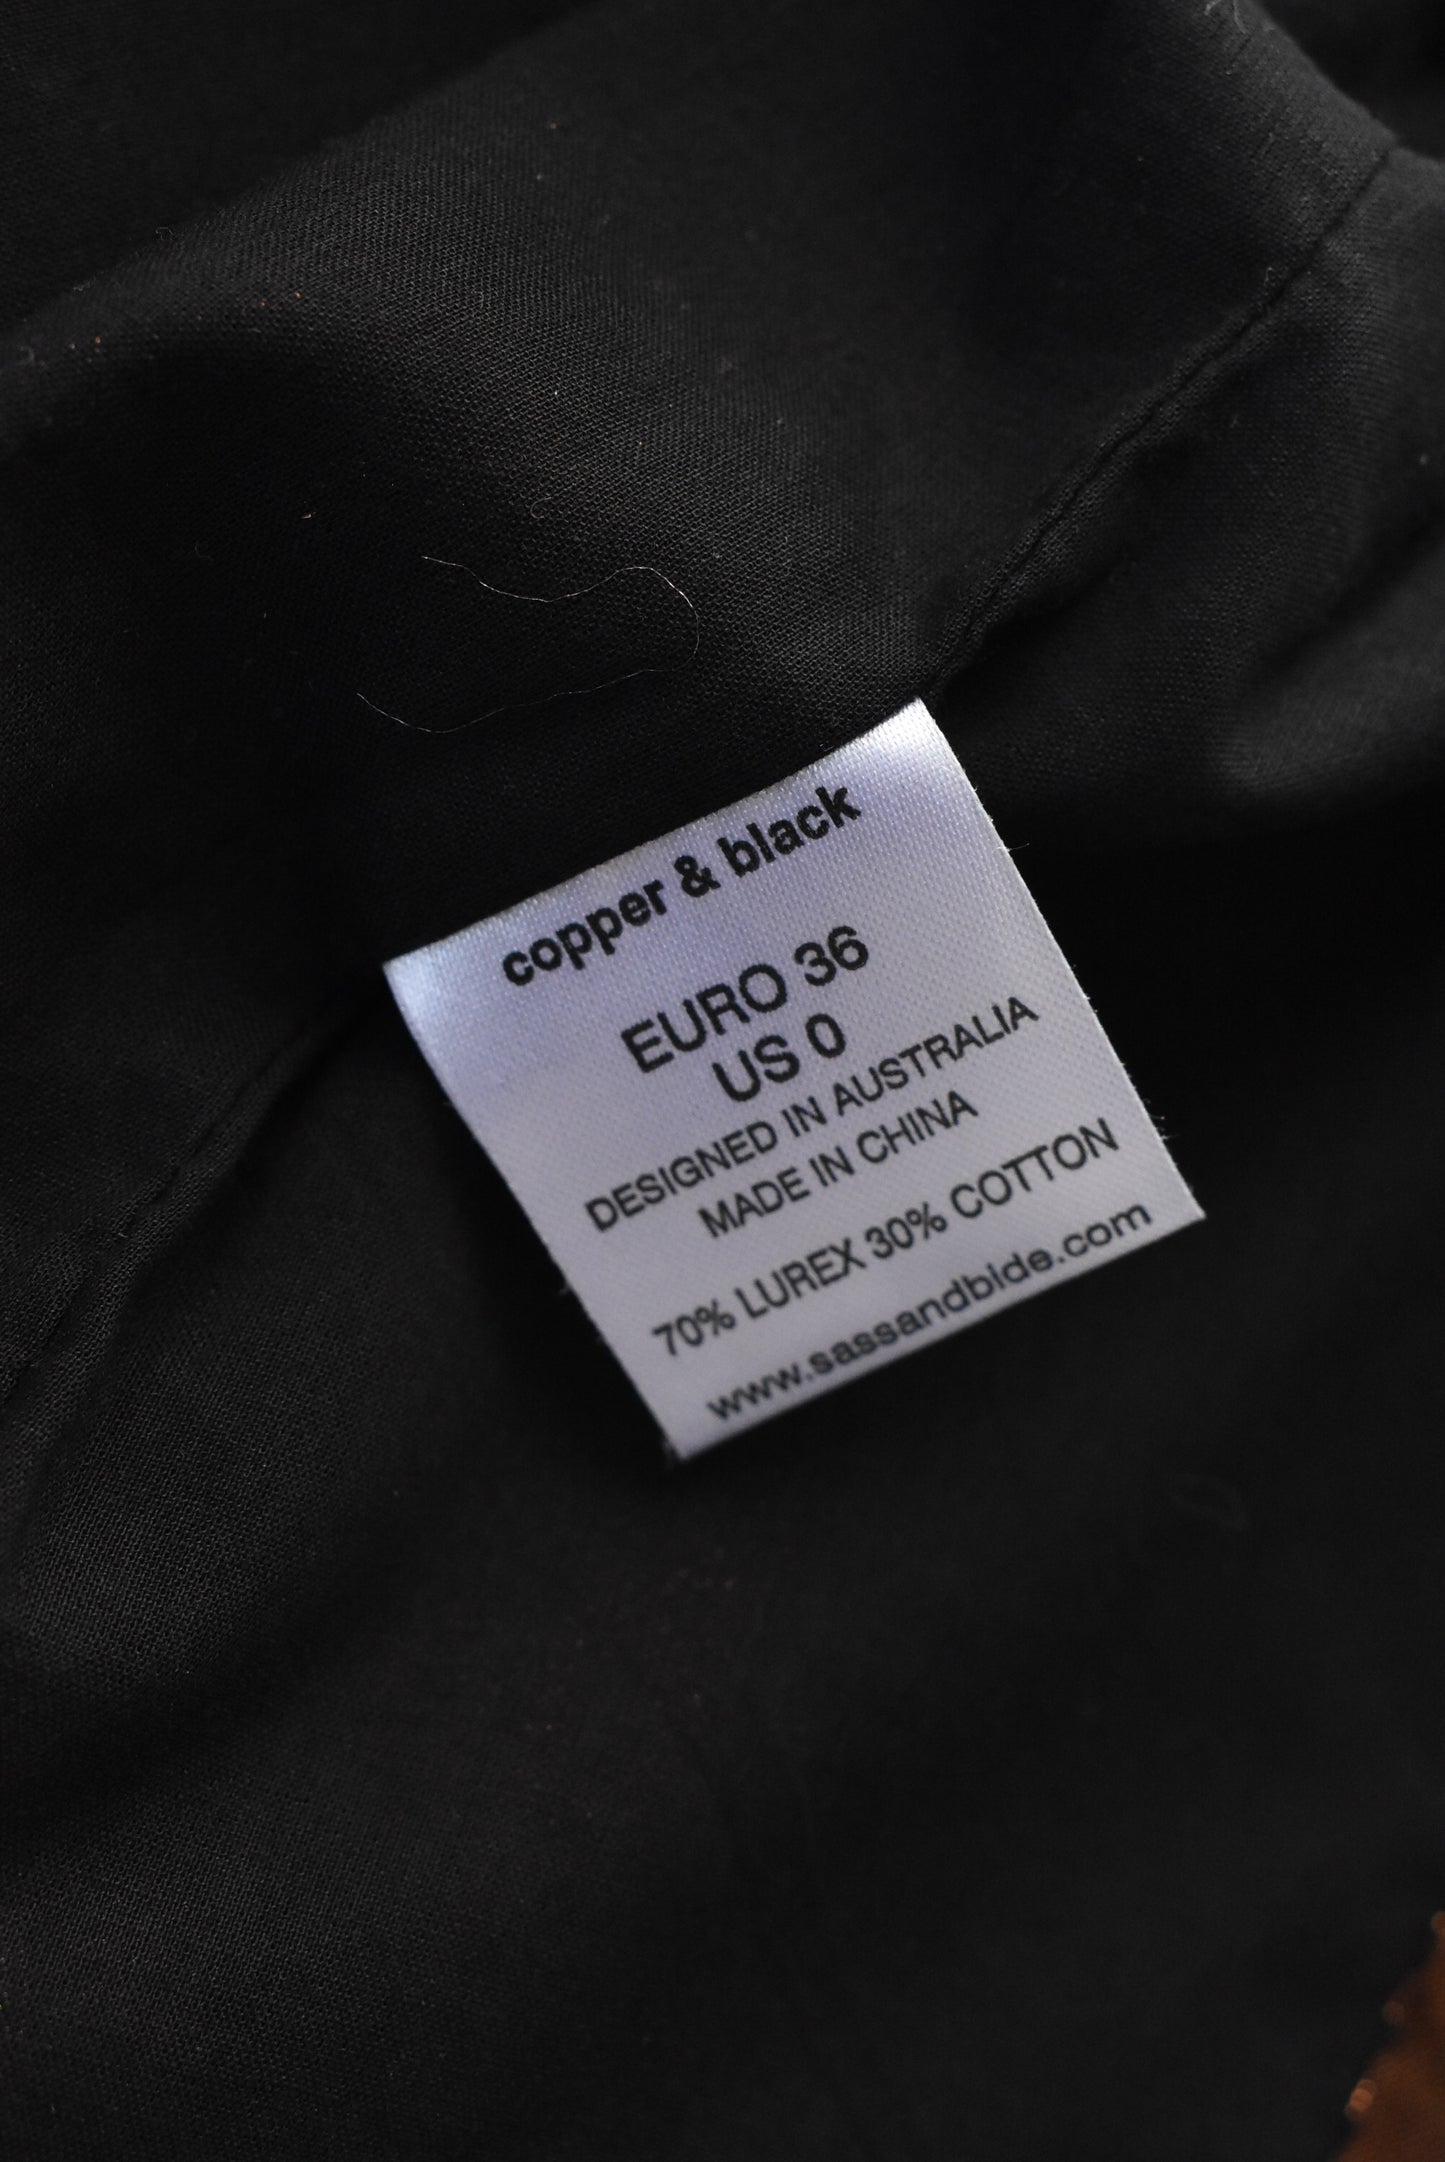 copper & black
EURO 36
US 0
DESIGNED IN AUSTRALIA
MADE IN CHINA
70% LUREX 30% COTTON
www.sassandbide.com